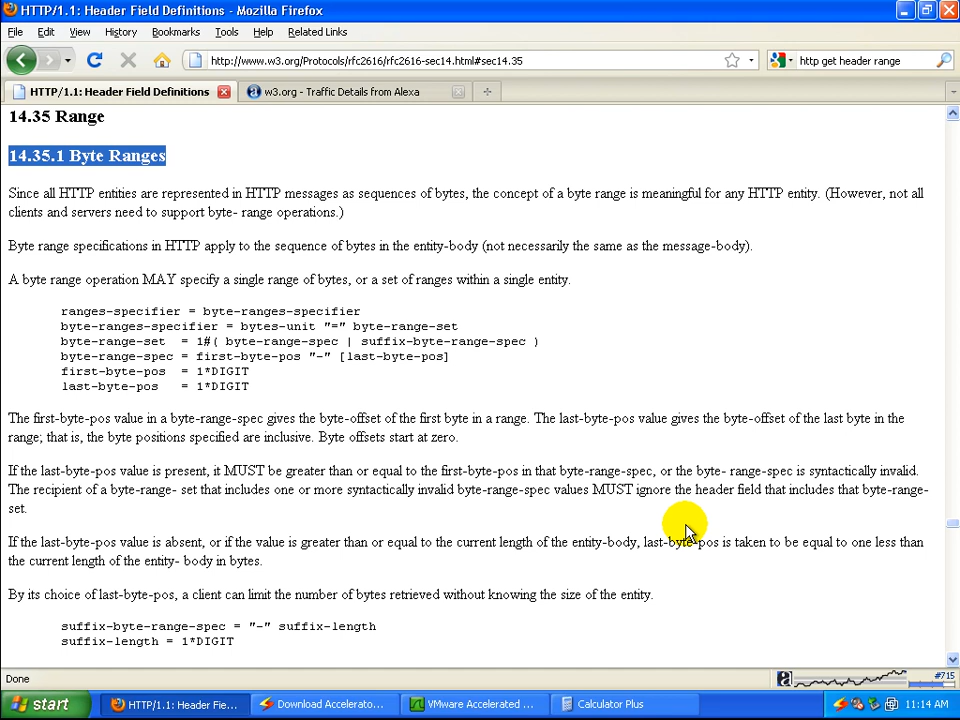 HTTP/1.1: Header Field Definitions - Mozilla Firefox
File Edit View History Bookmarks Tools Help Related Links
http://www.w3.org/Protocols/rfc2616/rfc2616-sec14.html#sec14.35
http get header range
HTTP/1.1: Header Field Definitions
w3.org - Traffic Details from Alexa
14.35 Range
14.35.1 Byte Ranges
Since all HTTP entities are represented in HTTP messages as sequences of bytes, the concept of a byte range is meaningful for any HTTP entity. (However, not all
clients and servers need to support byte- range operations.)
Byte range specifications in HTTP apply to the sequence of bytes in the entity-body (not necessarily the same as the message-body).
A byte range operation MAY specify a single range of bytes, or a set of ranges within a single entity.
ranges-specifier = byte-ranges-specifier
byte-ranges-specifier = bytes-unit "=" byte-range-set
byte-range-set  = 1#( byte-range-spec | suffix-byte-range-spec )
byte-range-spec = first-byte-pos "-" [last-byte-pos]
first-byte-pos  = 1*DIGIT
last-byte-pos   = 1*DIGIT
The first-byte-pos value in a byte-range-spec gives the byte-offset of the first byte in a range. The last-byte-pos value gives the byte-offset of the last byte in the
range; that is, the byte positions specified are inclusive. Byte offsets start at zero.
If the last-byte-pos value is present, it MUST be greater than or equal to the first-byte-pos in that byte-range-spec, or the byte- range-spec is syntactically invalid.
The recipient of a byte-range- set that includes one or more syntactically invalid byte-range-spec values MUST ignore the header field that includes that byte-range-
set.
If the last-byte-pos value is absent, or if the value is greater than or equal to the current length of the entity-body, last-byte-pos is taken to be equal to one less than
the current length of the entity- body in bytes.
By its choice of last-byte-pos, a client can limit the number of bytes retrieved without knowing the size of the entity.
suffix-byte-range-spec = "-" suffix-length
suffix-length = 1*DIGIT
Done
#715
start
HTTP/1.1: Header Fie...
Download Accelerato...
VMware Accelerated ...
Calculator Plus
11:14 AM